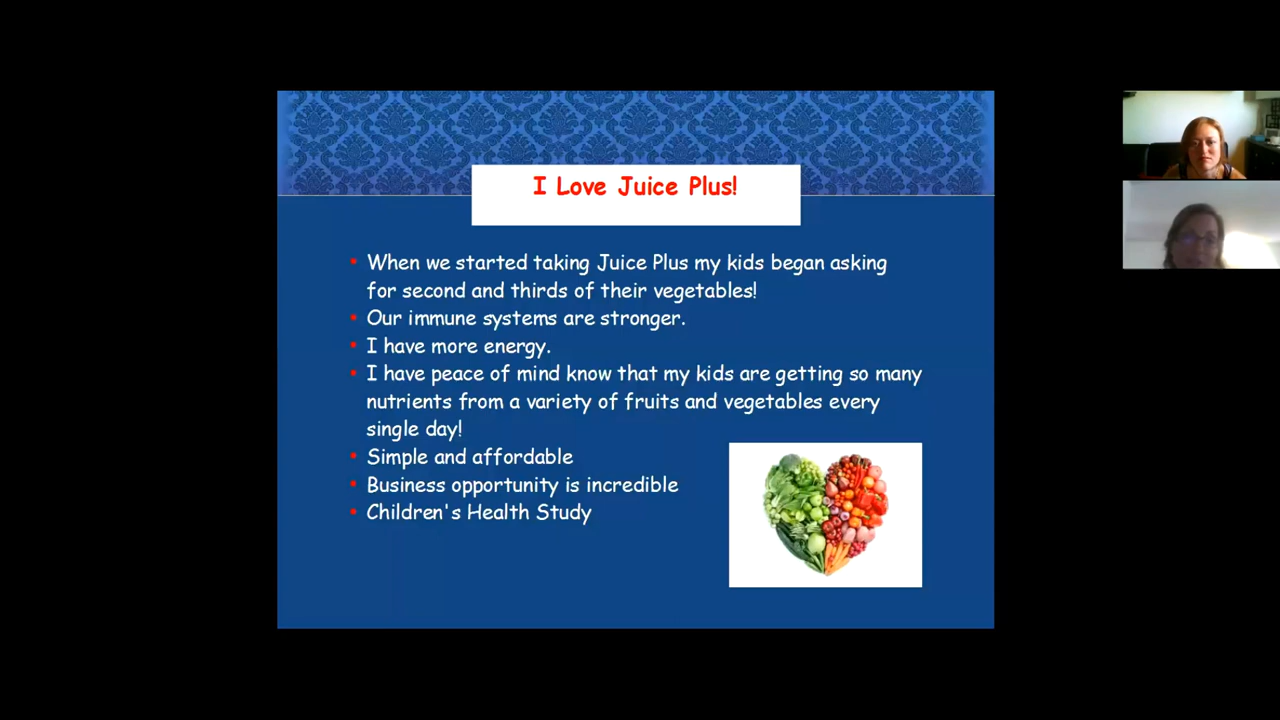 I Love Juice Plus!
• When we started taking Juice Plus my kids began asking
for second and thirds of their vegetables!
• Our immune systems are stronger.
• I have more energy.
• I have peace of mind know that my kids are getting so many
nutrients from a variety of fruits and vegetables every
single day!
• Simple and affordable
• Business opportunity is incredible
• Children's Health Study